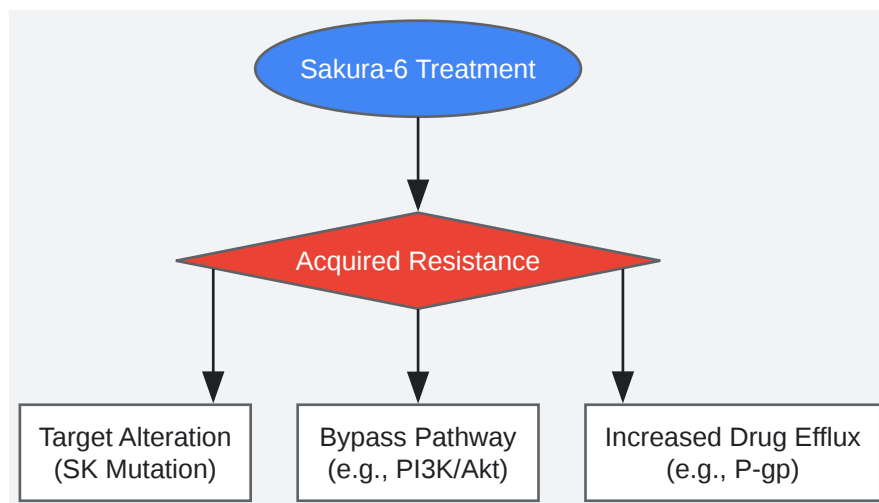 Sakura-6 Treatment
Acquired Resistance
Target Alteration
(SK Mutation)
Bypass Pathway
(e.g., PI3K/Akt)
Increased Drug Efflux
(e.g., P-gp)